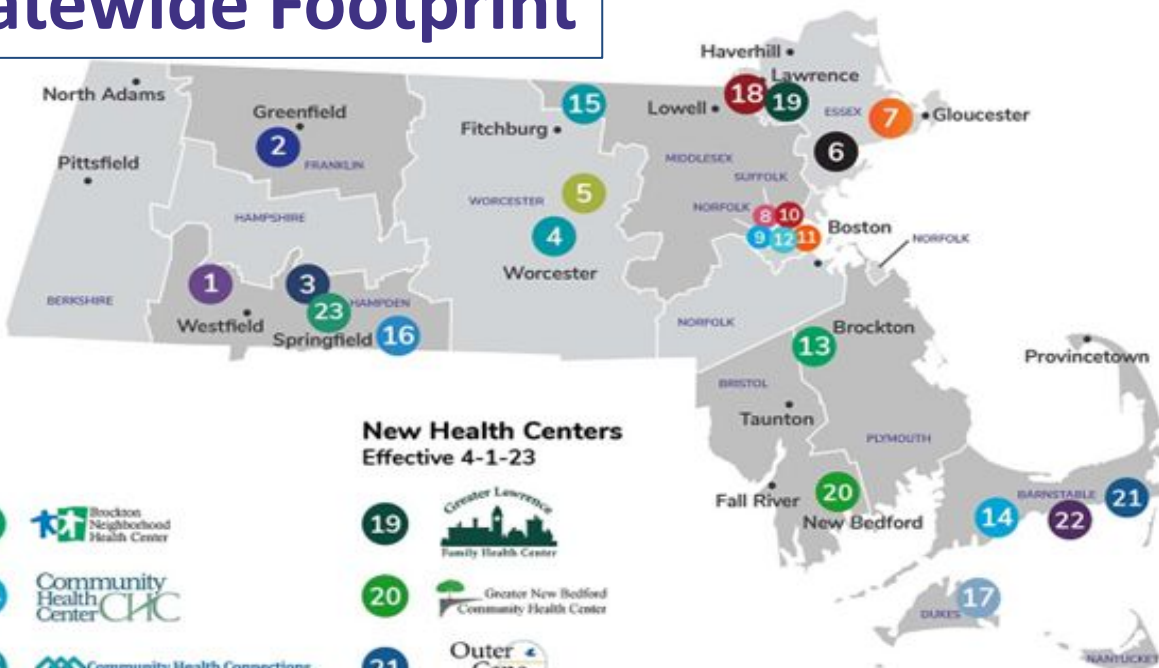 atewide Footprint
Haverhill
Lawrence
North Adams
18
15
19
Lowell
Greenfield
ESSEX
7
Gloucester
Fitchburg
2
6
FRANKLIN
MIDDLESEX
Pittsfield
SUFFOLK
5
WORCESTER
NORFOLK
8
10
HAMPSHIRE
Boston
4
9
12
11
NORFOLK
Worcester
1
3
BERKSHIRE
HAMPDEN
23
NORFOLK
Westfield
Brockton
Springfield
16
13
Provincetown
BRISTOL
Taunton
New Health Centers
PLYMOUTH
Effective 4-1-23
20
Fall River
BARNSTABLE
21
14
22
New Bedford
Brockton
Neighborhood
Health Center
19
Greater Lawrence
Family Health Center
Community
Health
Center CHC
20
Greater New Bedford
Community Health Center
17
DUKES
Community Health Connections
21
Outer
Cape
NANTUCKET